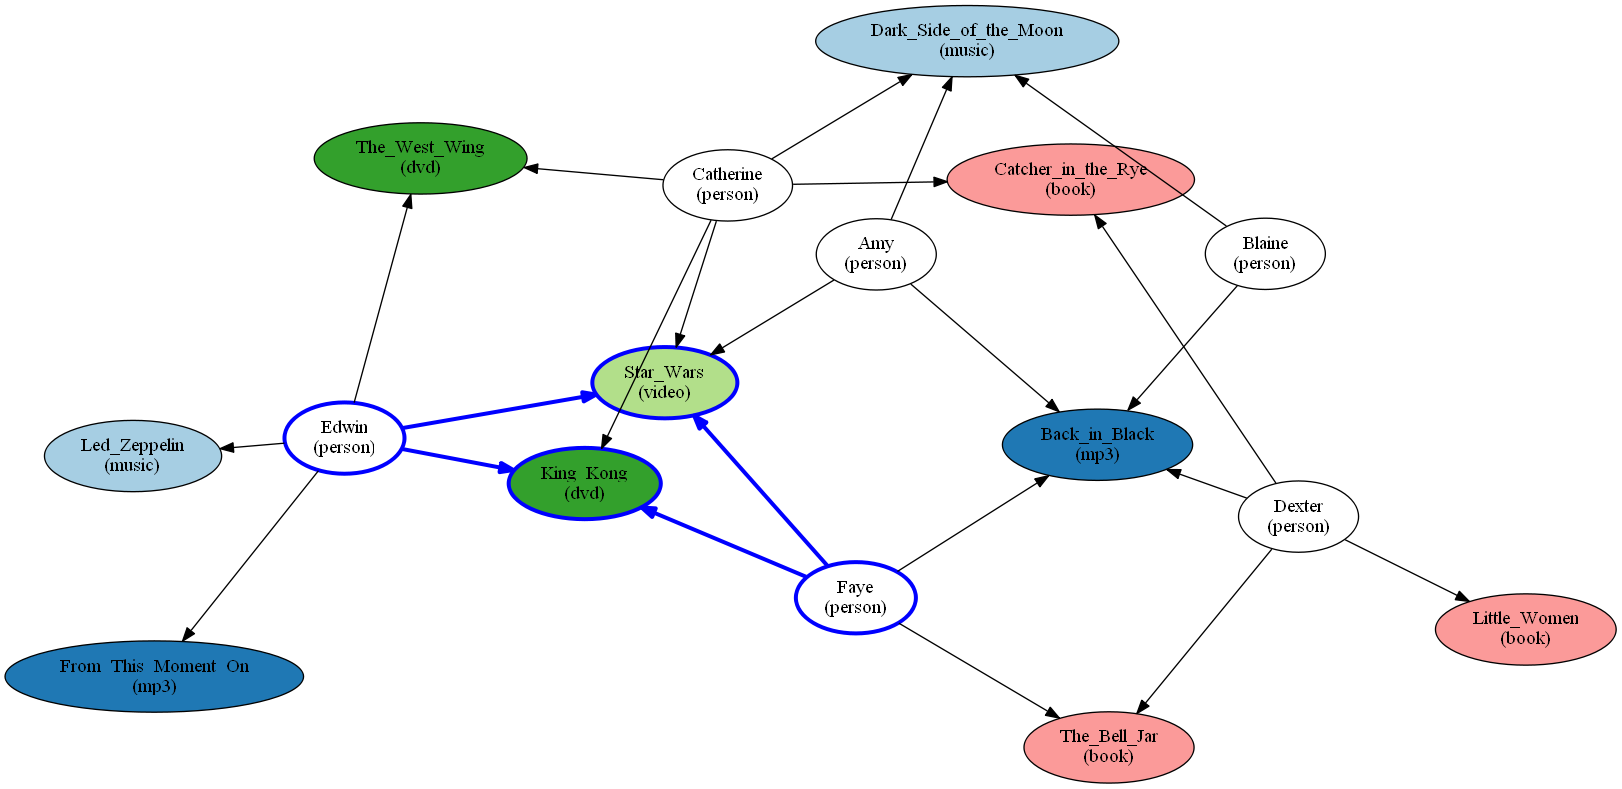 Dark_Side_of_the_Moon
(music)
The_West_Wing
(dvd)
Catherine
(person)
Catcher_in_the_Rye
(book)
Amy
(person)
Blaine
(person)
Star_Wars
(video)
Edwin
(person)
Led_Zeppelin
(music)
King_Kong
(dvd)
Back_in_Black
(mp3)
Dexter
(person)
Faye
(person)
Little_Women
(book)
From_This_Moment_On
(mp3)
The_Bell_Jar
(book)